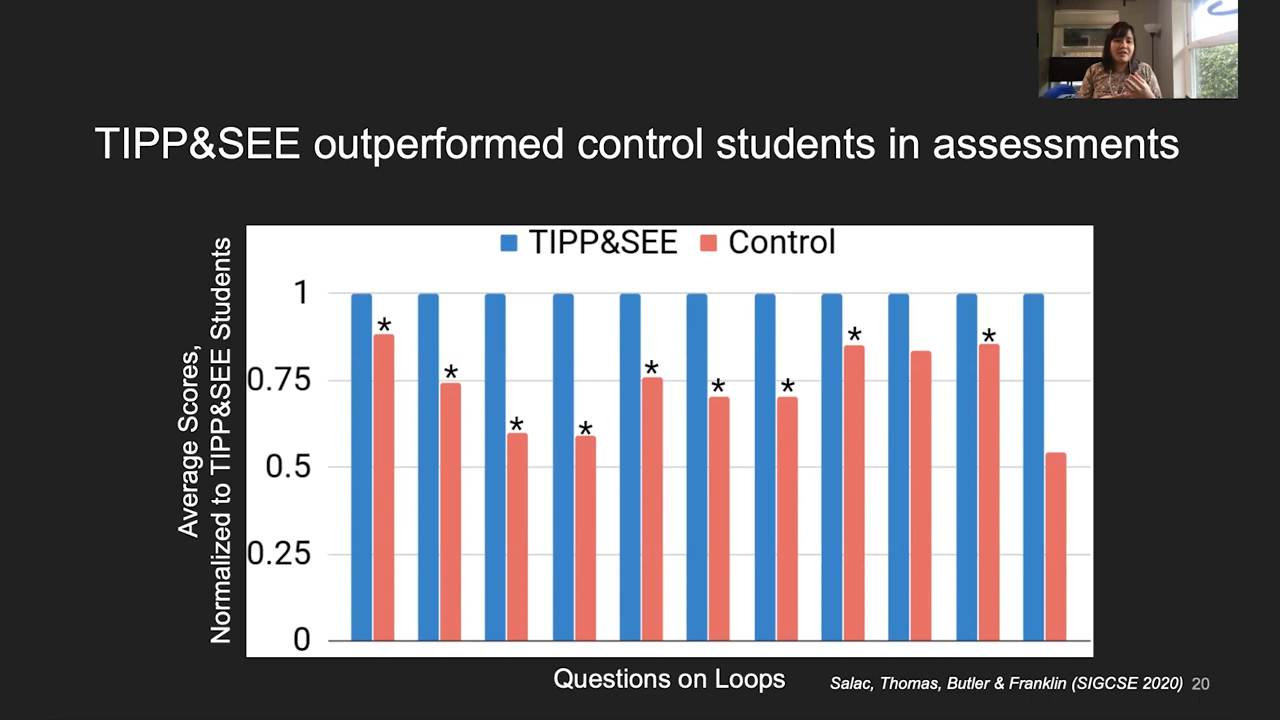 TIPP&SEE outperformed control students in assessments
TIPP&SEE Control
Average Scores,
Normalized to TIPP&SEE Students
1
0.75
0.5
0.25
0
* * * * * * * * *
Questions on Loops
Salac, Thomas, Butler & Franklin (SIGCSE 2020) 20